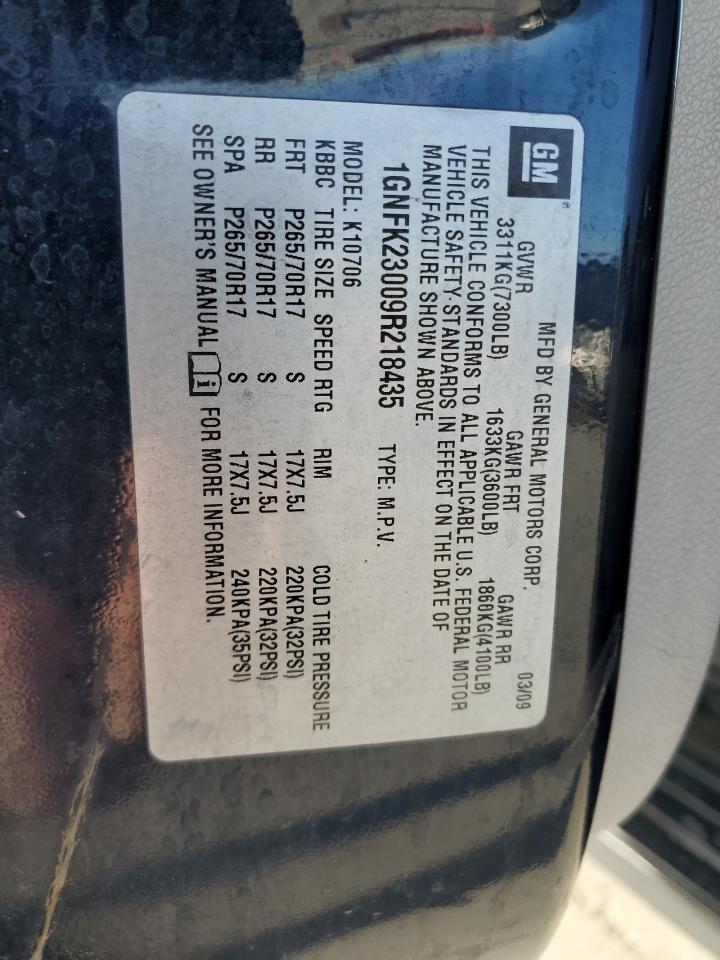 GM®
MFD BY GENERAL MOTORS CORP. 03/09
GVWR GAWR FRT GAWR RR
3311KG(7300LB) 1633KG(3600LB) 1860KG(4100LB)
THIS VEHICLE CONFORMS TO ALL APPLICABLE U.S. FEDERAL MOTOR
VEHICLE SAFETY STANDARDS IN EFFECT ON THE DATE OF
MANUFACTURE SHOWN ABOVE.
1GNFK23009R218435 TYPE: M.P.V.
MODEL: K10706
KBBC TIRE SIZE SPEED RTG RIM COLD TIRE PRESSURE
FRT P265/70R17 S 17X7.5J 220KPA(32PSI)
RR P265/70R17 S 17X7.5J 220KPA(32PSI)
SPA P265/70R17 S 17X7.5J 240KPA(35PSI)
SEE OWNER'S MANUAL i FOR MORE INFORMATION.